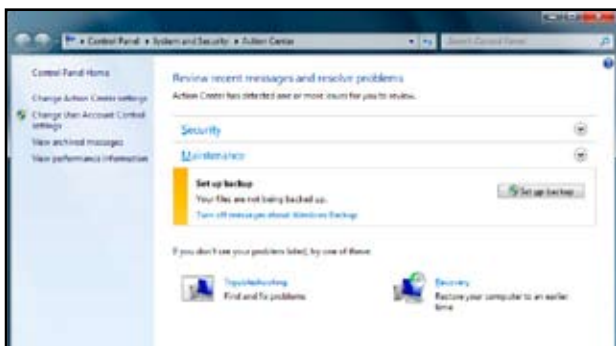 Control Panel ▸ System and Security ▸ Action Center
Search Control Panel
Control Panel Home
Change Action Center settings
Change User Account Control
settings
View archived messages
View performance information
Review recent messages and resolve problems
Action Center has detected one or more issues for you to review.
Security
Maintenance
Set up backup
Your files are not being backed up.
Set up backup
Turn off messages about Windows Backup
If you don't see your problem listed, try one of these:
Troubleshooting
Find and fix problems
Recovery
Restore your computer to an earlier
time